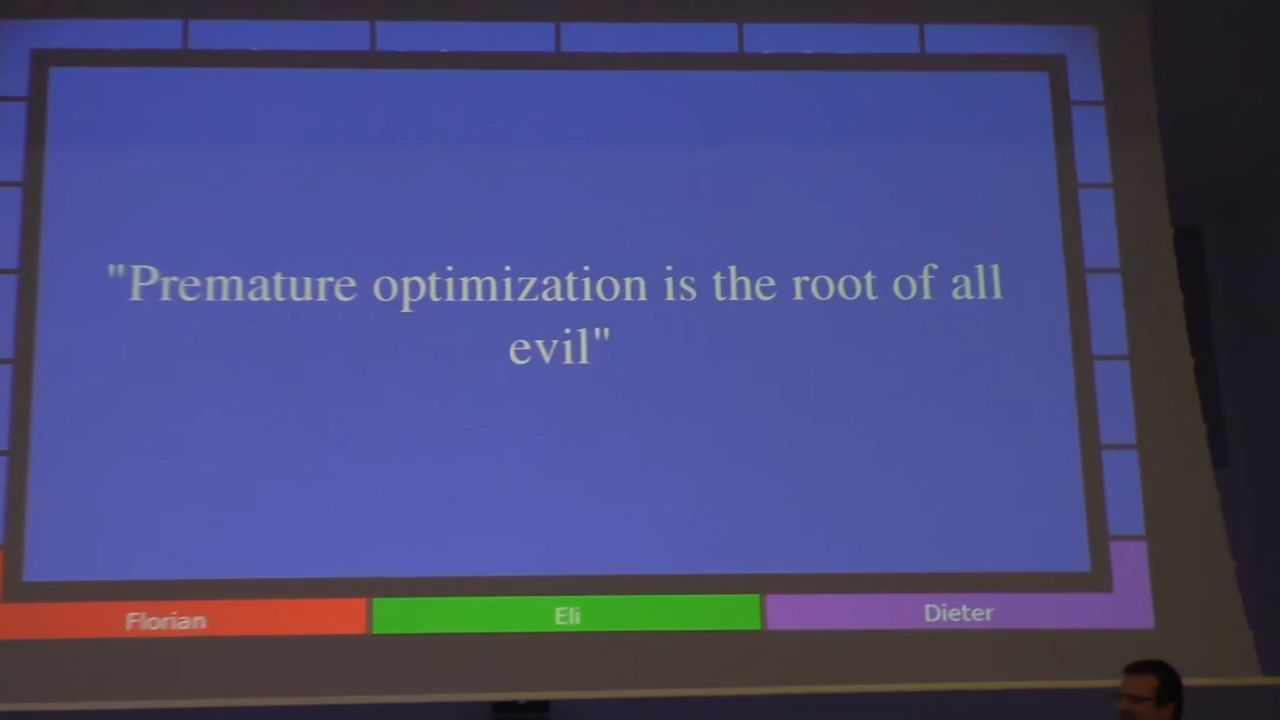 "Premature optimization is the root of all
evil"
Florian
Eli
Dieter